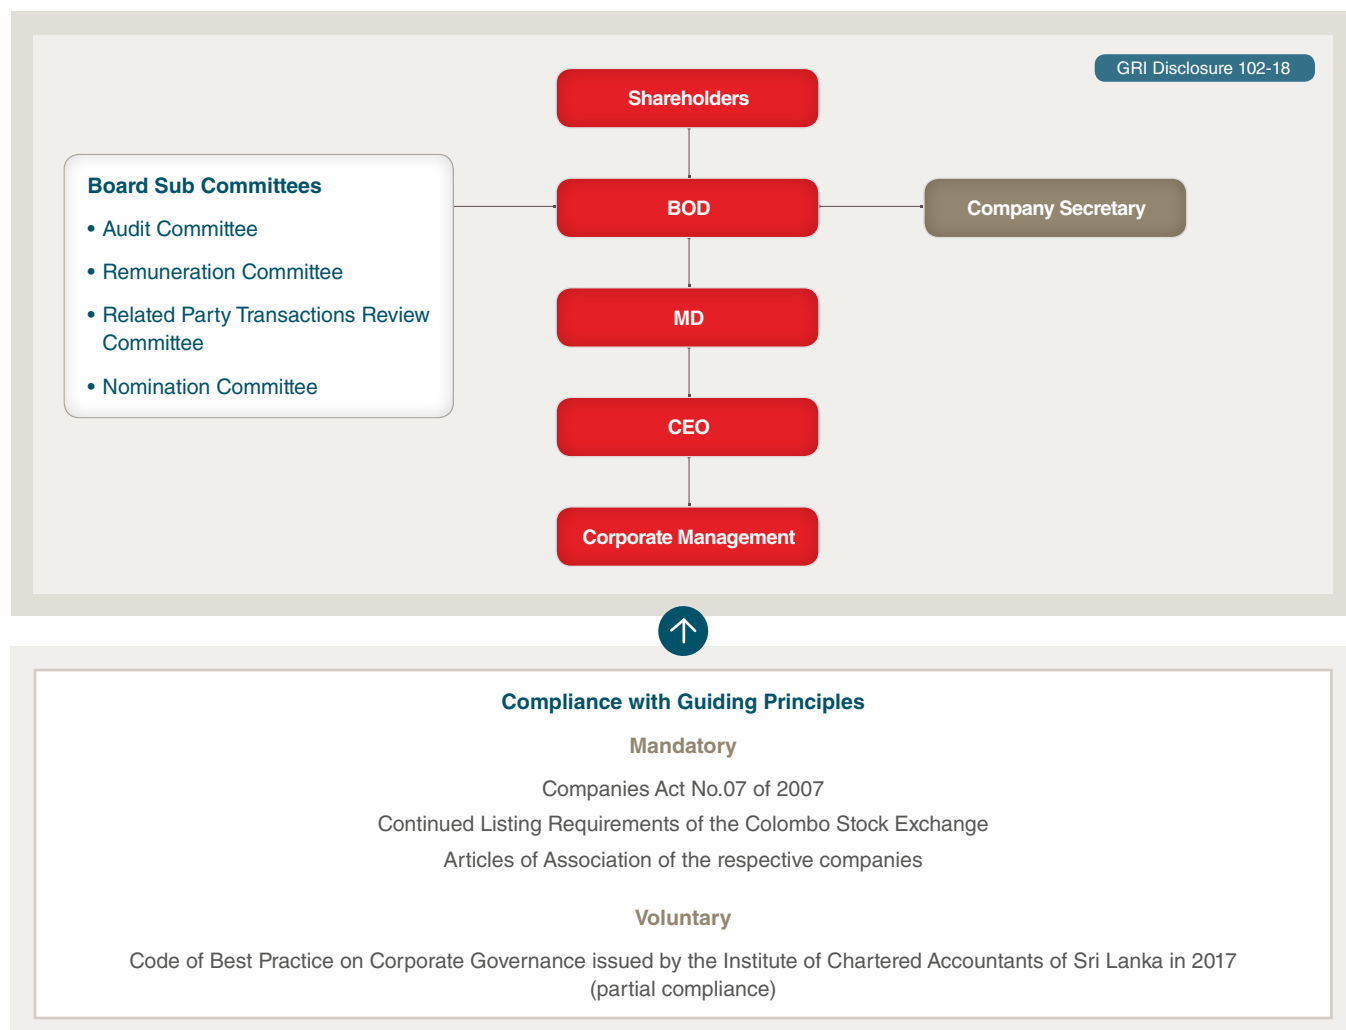 GRI Disclosure 102-18
Shareholders
Board Sub Committees
• Audit Committee
• Remuneration Committee
• Related Party Transactions Review
Committee
• Nomination Committee
BOD
Company Secretary
MD
CEO
Corporate Management
Compliance with Guiding Principles
Mandatory
Companies Act No.07 of 2007
Continued Listing Requirements of the Colombo Stock Exchange
Articles of Association of the respective companies
Voluntary
Code of Best Practice on Corporate Governance issued by the Institute of Chartered Accountants of Sri Lanka in 2017
(partial compliance)